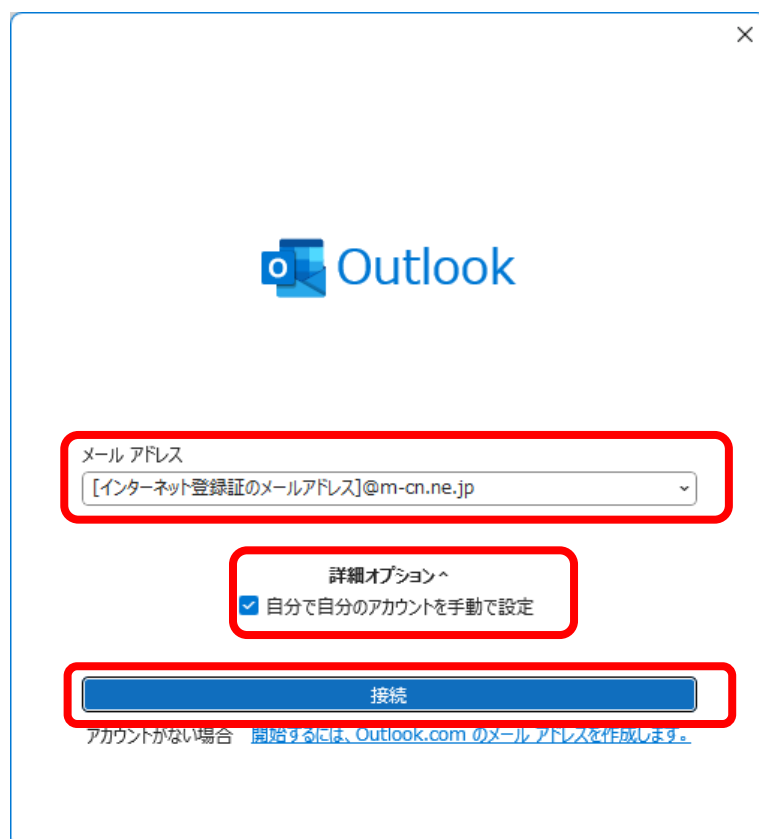 Outlook
メール アドレス
[インターネット登録証のメールアドレス]@m-cn.ne.jp
詳細オプション
自分で自分のアカウントを手動で設定
接続
アカウントがない場合 開始するには、Outlook.com のメール アドレスを作成します。